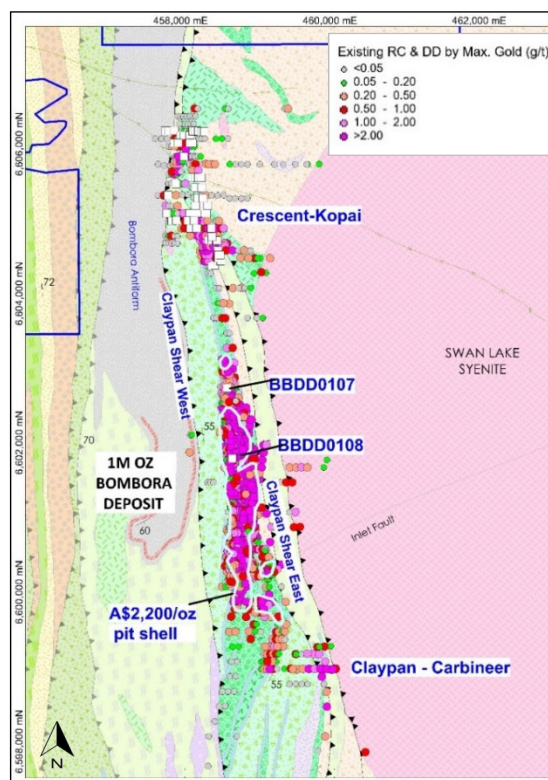 458,000 mE
460,000 mE
462,000 mE
Existing RC & DD by Max. Gold (g/t)
<0.05
0.05 - 0.20
0.20 - 0.50
0.50 - 1.00
1.00 - 2.00
>2.00
6,606,000 mN
Crescent-Kopai
Bombora Antiform
72
6,604,000 mN
Claypan Shear West
SWAN LAKE
SYENITE
BBDD0107
70
55
BBDD0108
6,602,000 mN
1M OZ
BOMBORA
DEPOSIT
60
Claypan Shear East
Inlet Fault
6,600,000 mN
A$2,200/oz
pit shell
Claypan - Carbineer
55
6,598,000 mN
N